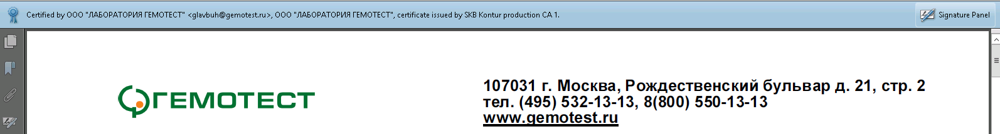 Certified by ООО "ЛАБОРАТОРИЯ ГЕМОТЕСТ" <glavbuh@gemotest.ru>, ООО "ЛАБОРАТОРИЯ ГЕМОТЕСТ", certificate issued by SKB Kontur production CA 1.
Signature Panel
ГЕМОТЕСТ
107031 г. Москва, Рождественский бульвар д. 21, стр. 2
тел. (495) 532-13-13, 8(800) 550-13-13
www.gemotest.ru